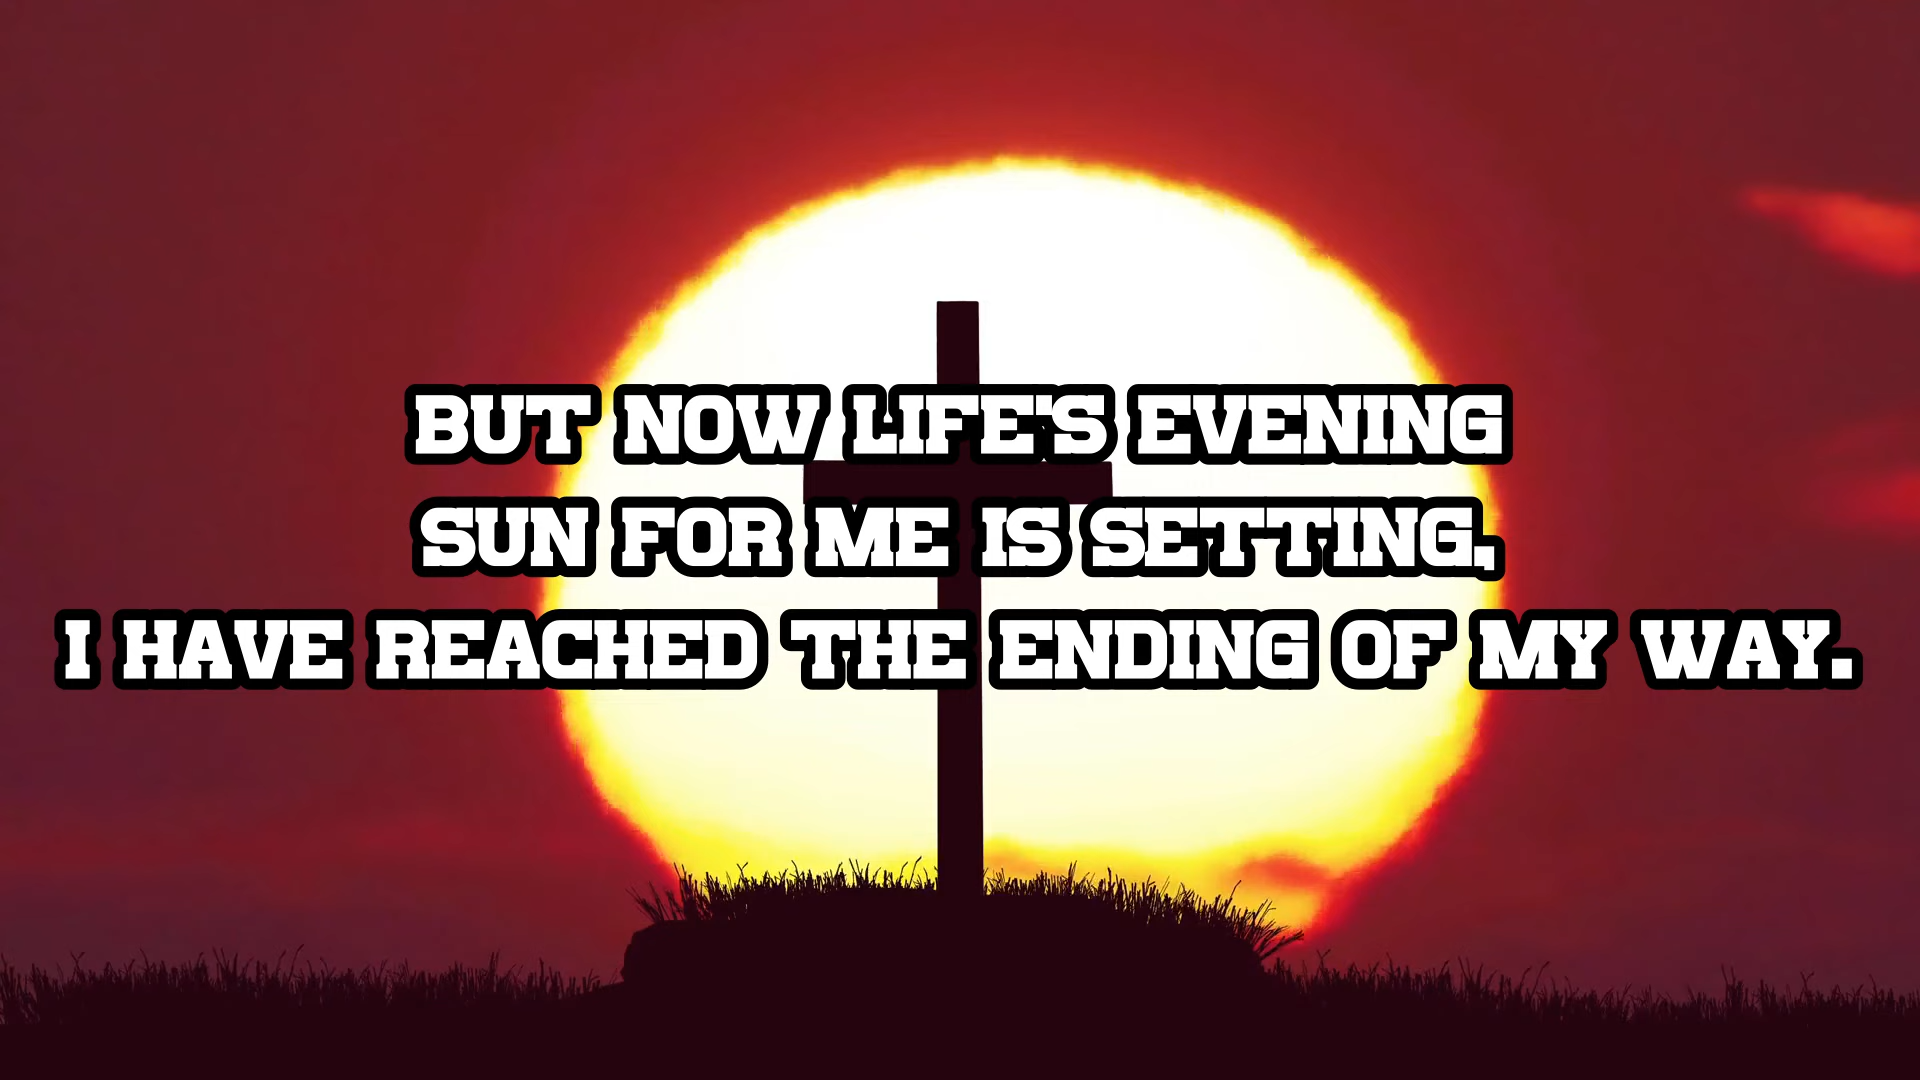 BUT NOW LIFE'S EVENING
SUN FOR ME IS SETTING,
I HAVE REACHED THE ENDING OF MY WAY.